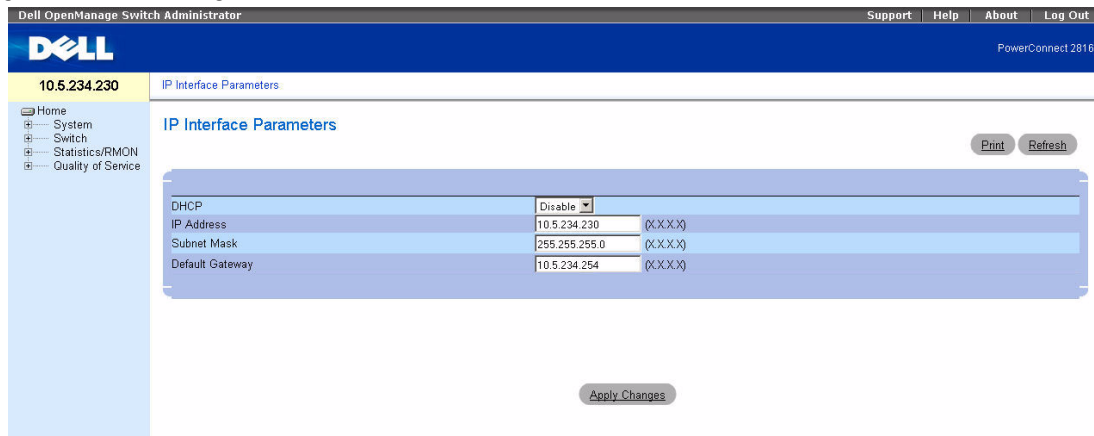 Dell OpenManage Switch Administrator
Support Help About Log Out
DELL
PowerConnect 2816
10.5.234.230
IP Interface Parameters
Home
System
Switch
Statistics/RMON
Quality of Service
IP Interface Parameters
Print Refresh
DHCP Disable
IP Address 10.5.234.230 (X.X.X.X)
Subnet Mask 255.255.255.0 (X.X.X.X)
Default Gateway 10.5.234.254 (X.X.X.X)
Apply Changes